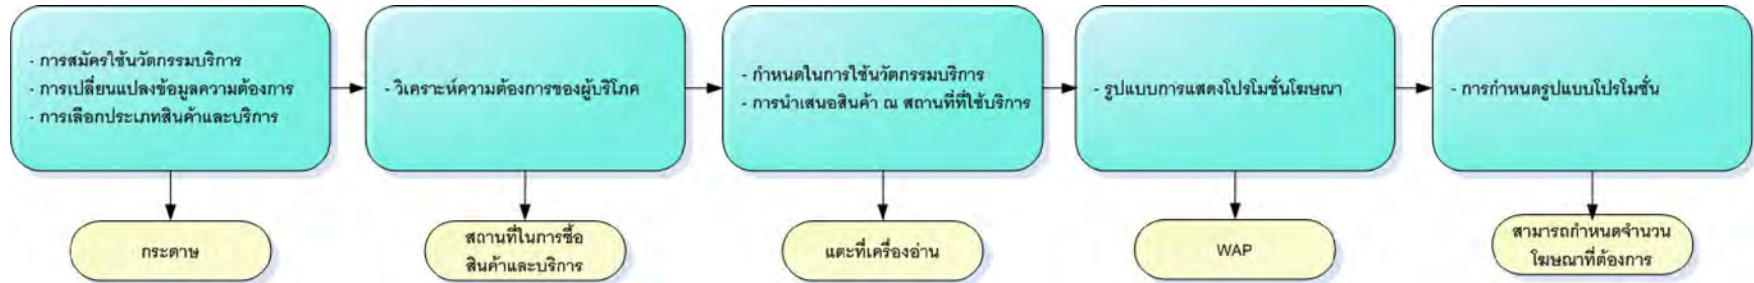 - การสมัครใช้นวัตกรรมบริการ
- การเปลี่ยนแปลงข้อมูลความต้องการ
- การเลือกประเภทสินค้าและบริการ
- วิเคราะห์ความต้องการของผู้บริโภค
- กำหนดในการใช้นวัตกรรมบริการ
- การนำเสนอสินค้า ณ สถานที่ที่ใช้บริการ
- รูปแบบการแสดงโปรโมชั่นโฆษณา
- การกำหนดรูปแบบโปรโมชั่น
กระดาษ
สถานที่ในการซื้อ
สินค้าและบริการ
แตะที่เครื่องอ่าน
WAP
สามารถกำหนดจำนวน
โฆษณาที่ต้องการ